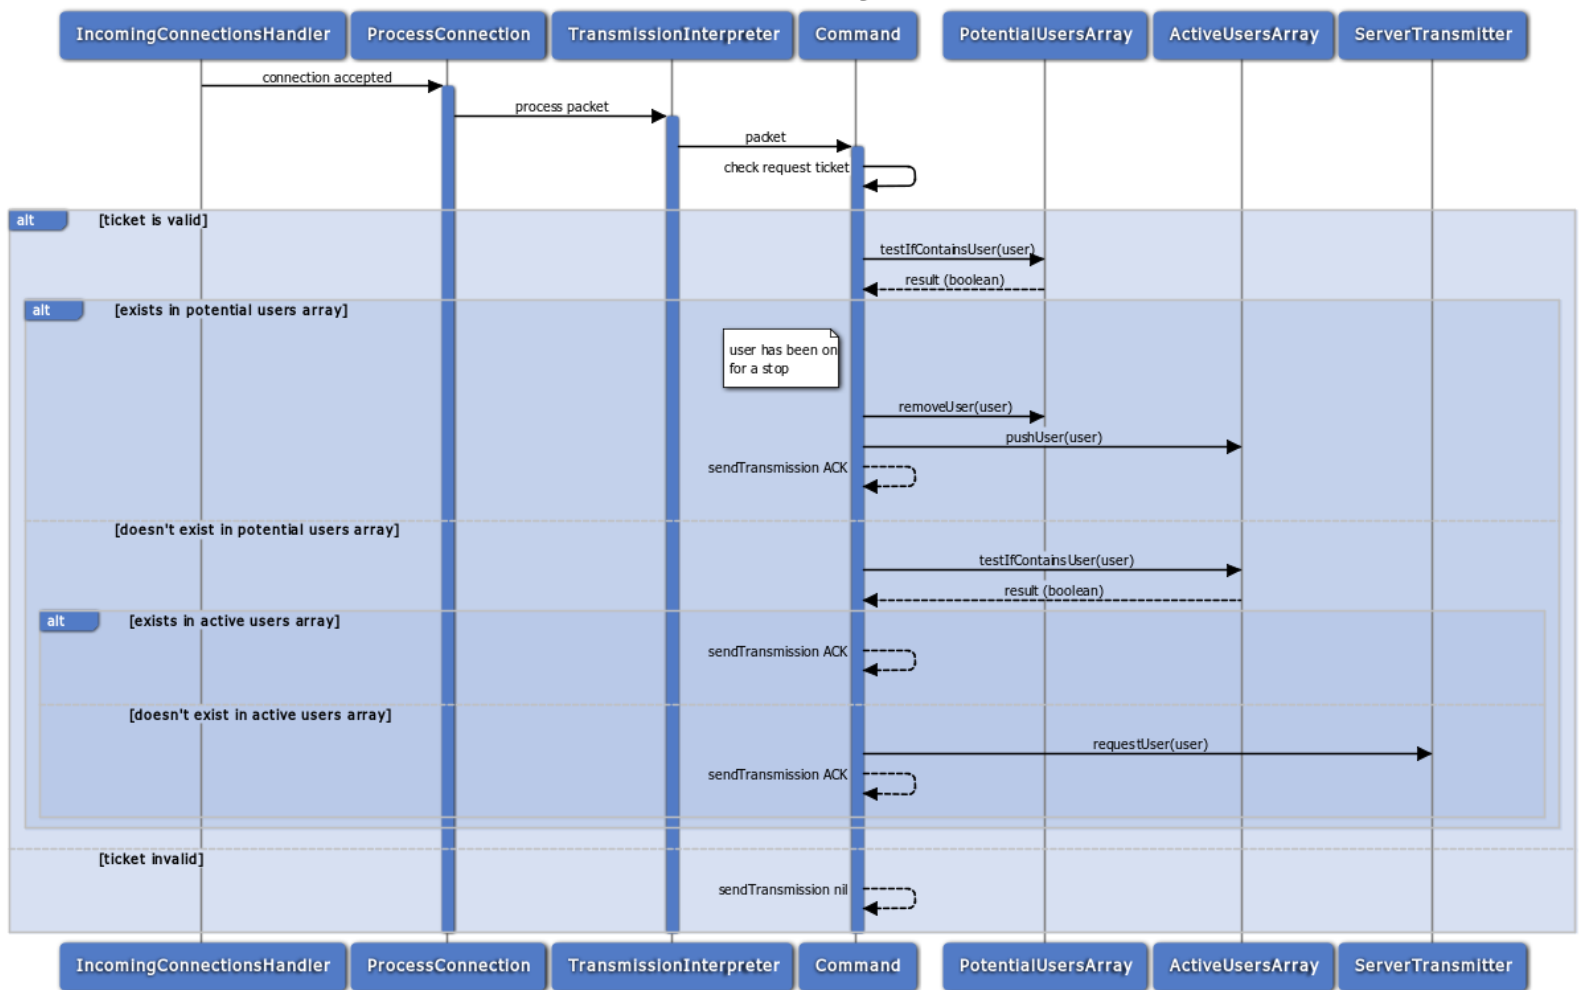 IncomingConnectionsHandler ProcessConnection TransmissionInterpreter Command PotentialUsersArray ActiveUsersArray ServerTransmitter
connection accepted
process packet
packet
check request ticket
alt [ticket is valid]
testIfContainsUser(user)
result (boolean)
alt [exists in potential users array]
user has been on
for a stop
removeUser(user)
pushUser(user)
sendTransmission ACK
[doesn't exist in potential users array]
testIfContainsUser(user)
result (boolean)
alt [exists in active users array]
sendTransmission ACK
[doesn't exist in active users array]
requestUser(user)
sendTransmission ACK
[ticket invalid]
sendTransmission nil
IncomingConnectionsHandler ProcessConnection TransmissionInterpreter Command PotentialUsersArray ActiveUsersArray ServerTransmitter